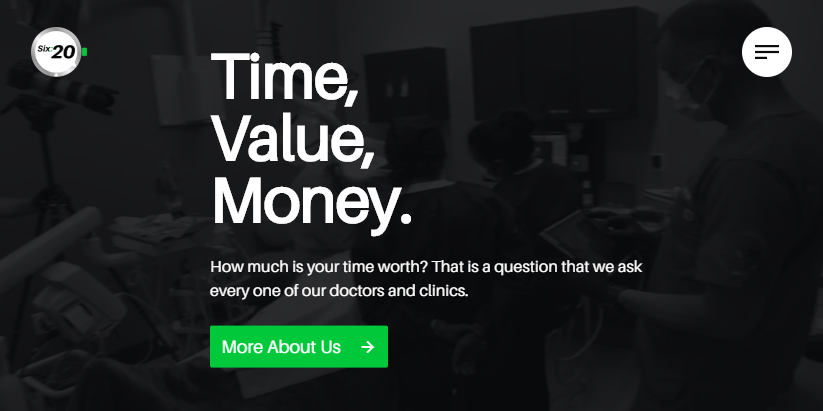 Six:20
Time,
Value,
Money.
How much is your time worth? That is a question that we ask
every one of our doctors and clinics.
More About Us